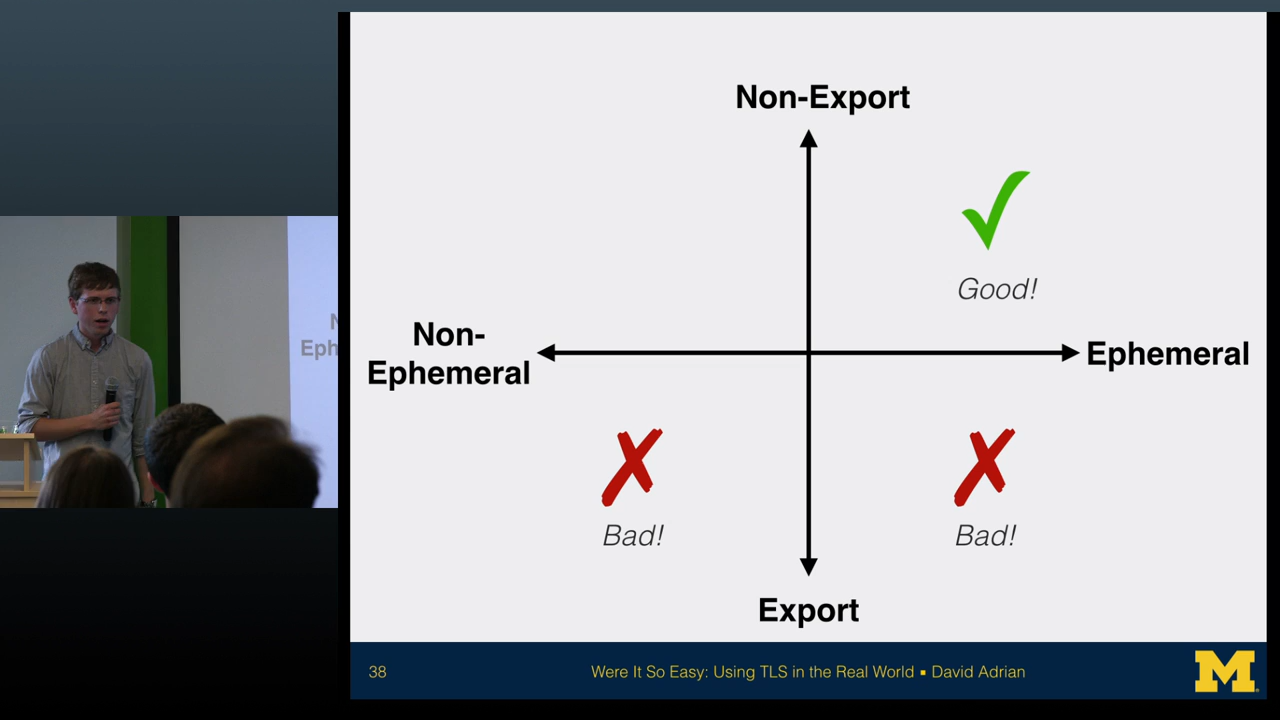 Non-Export
Good!
Non-
Ephemeral
Ephemeral
Bad!
Bad!
Export
38
Were It So Easy: Using TLS in the Real World ▪ David Adrian
M
N
Eph